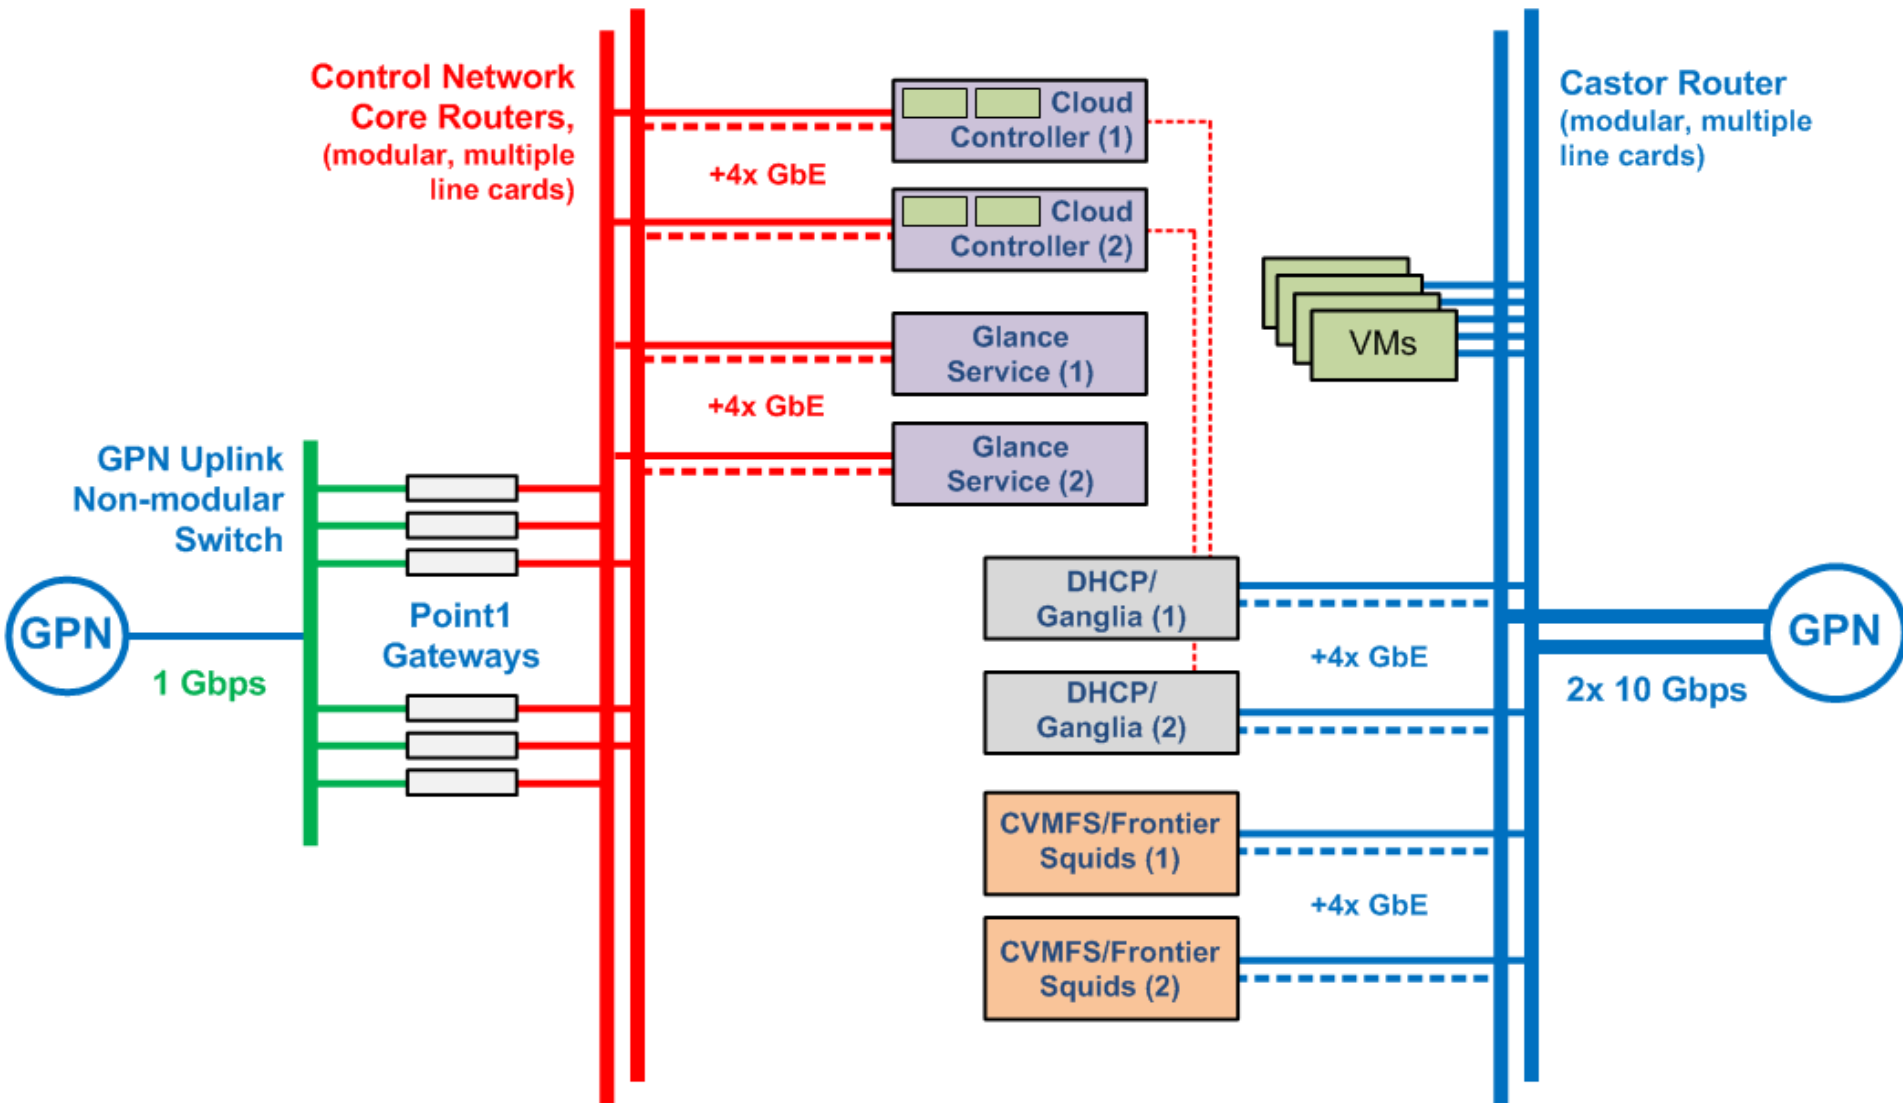 Control Network
Core Routers,
(modular, multiple
line cards)
Cloud
Controller (1)
+4x GbE
Cloud
Controller (2)
Glance
Service (1)
+4x GbE
Glance
Service (2)
Castor Router
(modular, multiple
line cards)
VMs
GPN Uplink
Non-modular
Switch
GPN
1 Gbps
Point1
Gateways
DHCP/
Ganglia (1)
+4x GbE
DHCP/
Ganglia (2)
GPN
2x 10 Gbps
CVMFS/Frontier
Squids (1)
+4x GbE
CVMFS/Frontier
Squids (2)